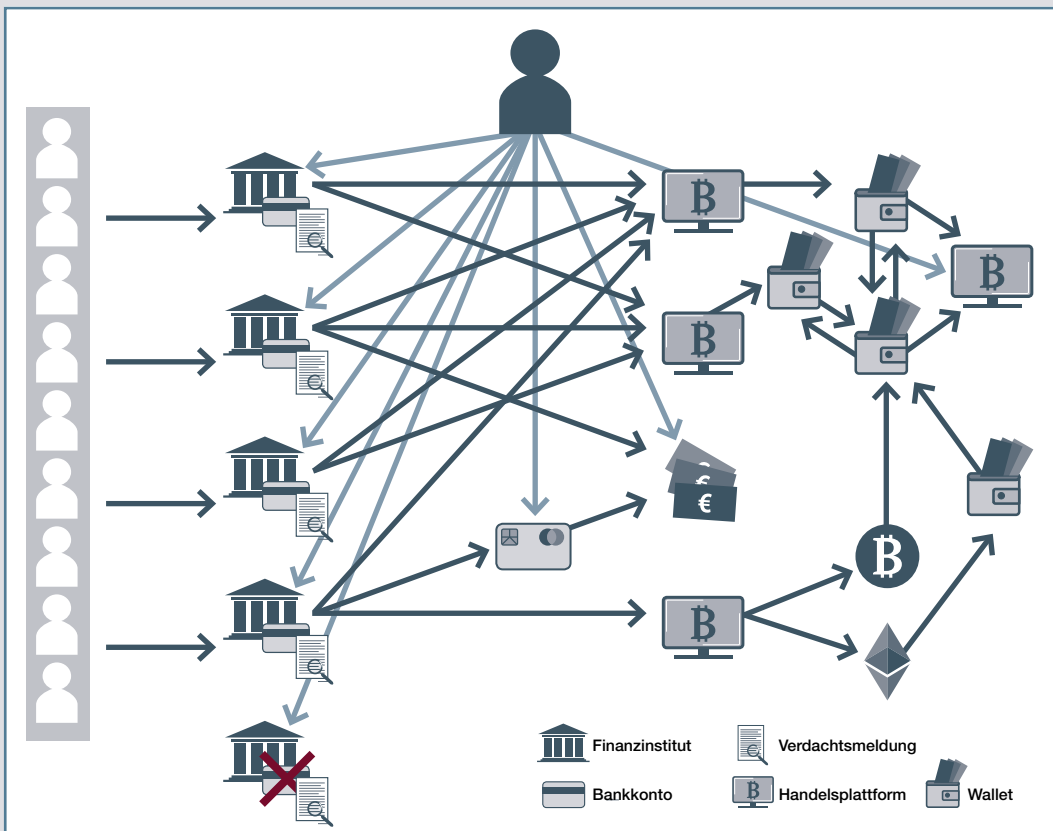 Finanzinstitut
Verdachtsmeldung
Bankkonto
Handelsplattform
Wallet